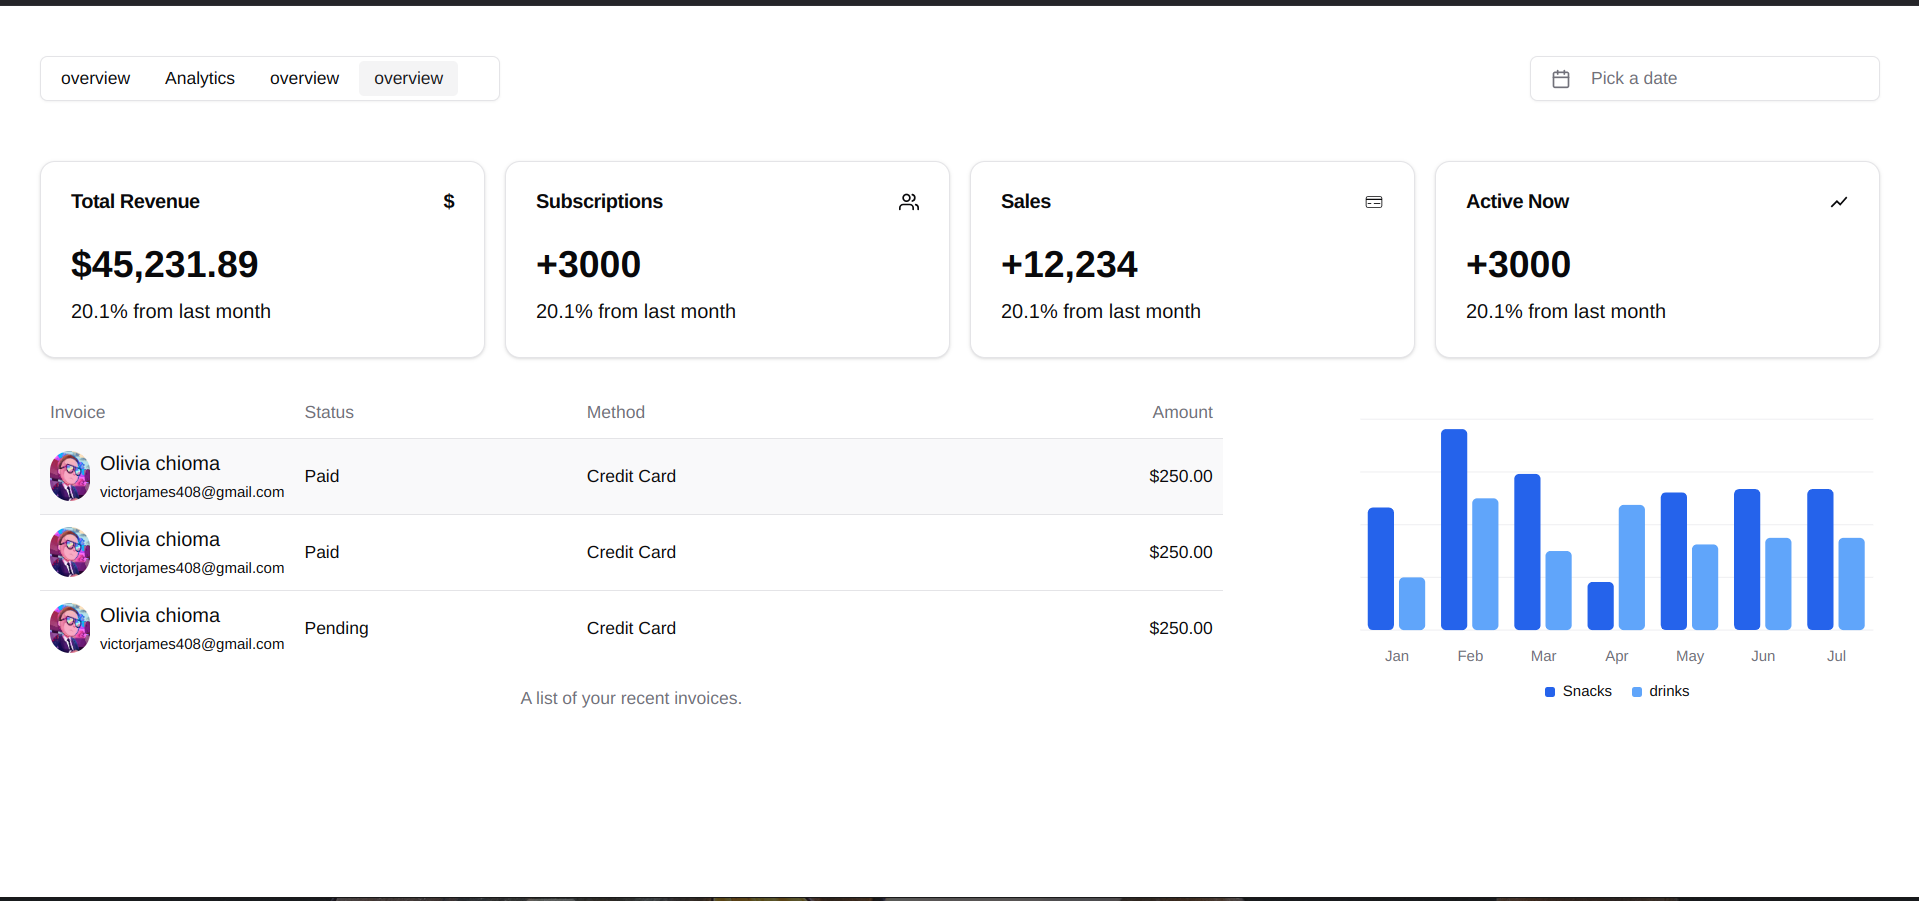 overview Analytics overview overview
Pick a date
Total Revenue $
$45,231.89
20.1% from last month
Subscriptions
+3000
20.1% from last month
Sales
+12,234
20.1% from last month
Active Now
+3000
20.1% from last month
Invoice Status Method Amount
Olivia chioma
victorjames408@gmail.com
Paid Credit Card $250.00
Olivia chioma
victorjames408@gmail.com
Paid Credit Card $250.00
Olivia chioma
victorjames408@gmail.com
Pending Credit Card $250.00
A list of your recent invoices.
Jan Feb Mar Apr May Jun Jul
Snacks drinks